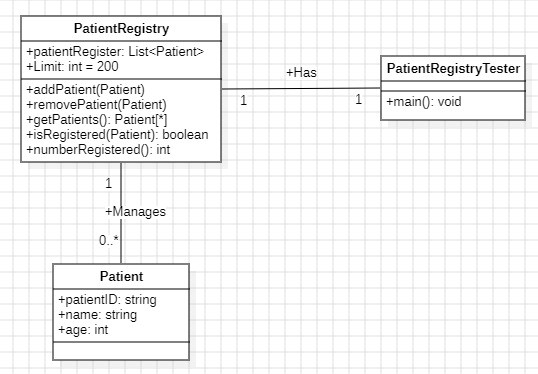 PatientRegistry
+patientRegister: List<Patient>
+Limit: int = 200
+addPatient(Patient)
+removePatient(Patient)
+getPatients(): Patient[*]
+isRegistered(Patient): boolean
+numberRegistered(): int
+Has
1
1
PatientRegistryTester
+main(): void
1
+Manages
0..*
Patient
+patientID: string
+name: string
+age: int